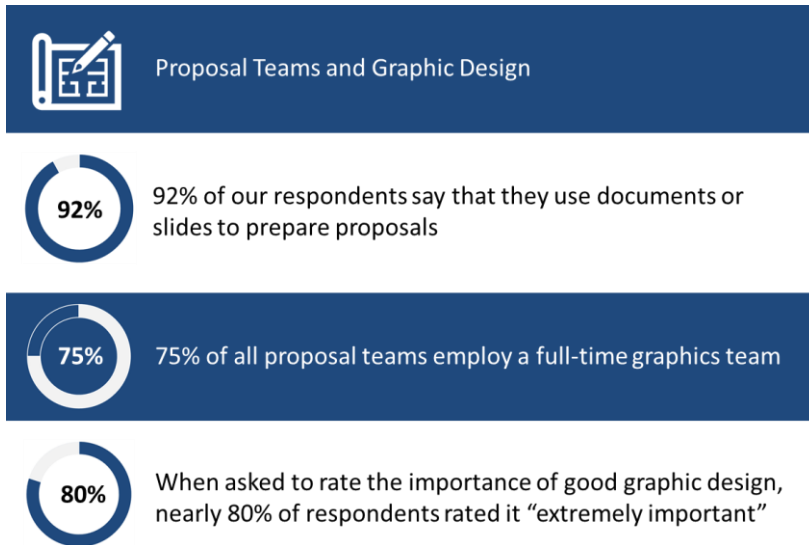 Proposal Teams and Graphic Design
92%
92% of our respondents say that they use documents or
slides to prepare proposals
75%
75% of all proposal teams employ a full-time graphics team
80%
When asked to rate the importance of good graphic design,
nearly 80% of respondents rated it “extremely important”